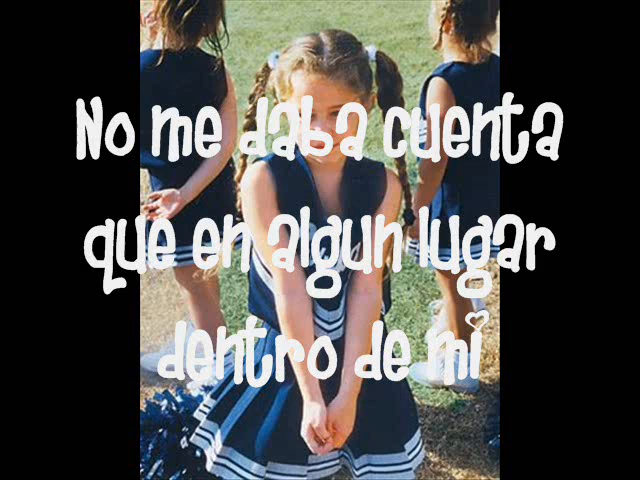 No me daba cuenta
que en algun lugar
dentro de mi